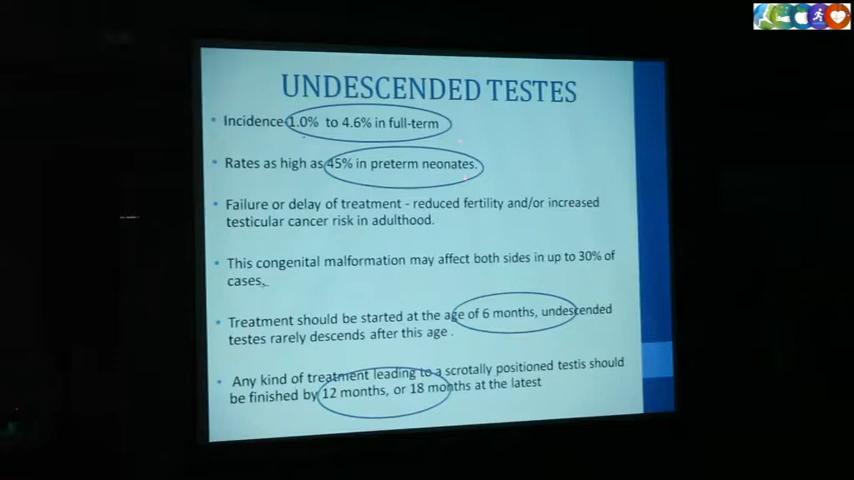 UNDESCENDED TESTES
• Incidence 1.0% to 4.6% in full-term
• Rates as high as 45% in preterm neonates.
• Failure or delay of treatment - reduced fertility and/or increased
testicular cancer risk in adulthood.
• This congenital malformation may affect both sides in up to 30% of
cases,.
• Treatment should be started at the age of 6 months, undescended
testes rarely descends after this age .
• Any kind of treatment leading to a scrotally positioned testis should
be finished by 12 months, or 18 months at the latest